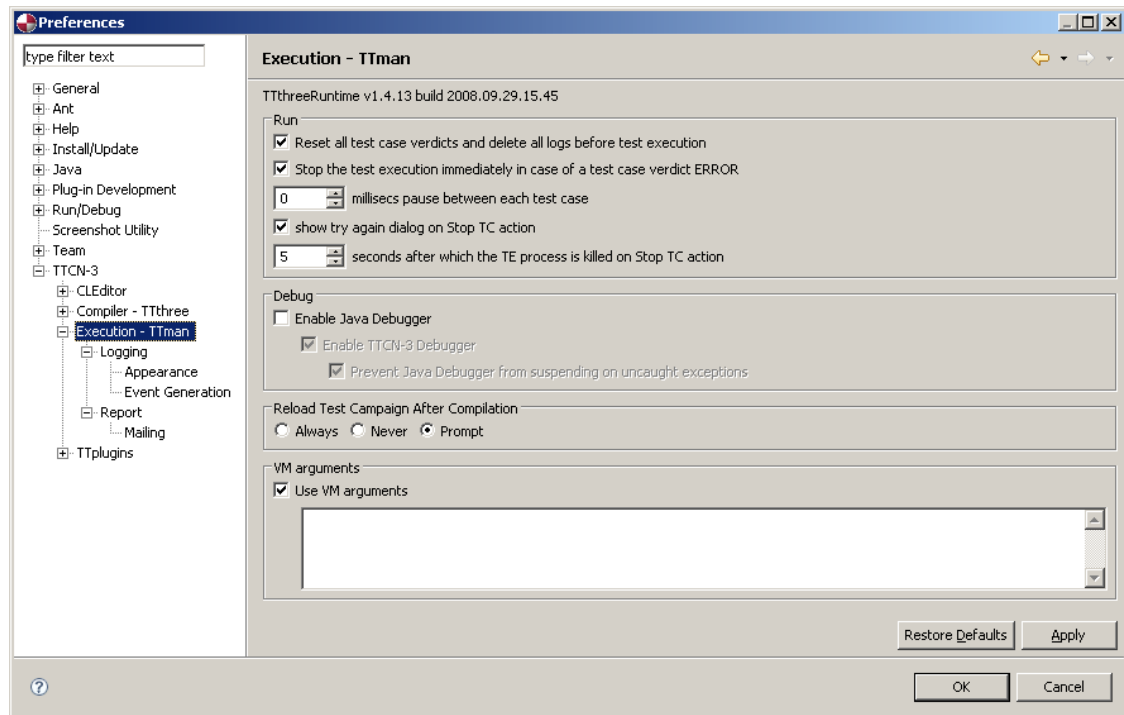 Preferences
type filter text
General
Ant
Help
Install/Update
Java
Plug-in Development
Run/Debug
Screenshot Utility
Team
TTCN-3
CLEditor
Compiler - TTthree
Execution - TTman
Logging
Appearance
Event Generation
Report
Mailing
TTplugins
Execution - TTman
TTthreeRuntime v1.4.13 build 2008.09.29.15.45
Run
Reset all test case verdicts and delete all logs before test execution
Stop the test execution immediately in case of a test case verdict ERROR
0 millisecs pause between each test case
show try again dialog on Stop TC action
5 seconds after which the TE process is killed on Stop TC action
Debug
Enable Java Debugger
Enable TTCN-3 Debugger
Prevent Java Debugger from suspending on uncaught exceptions
Reload Test Campaign After Compilation
Always Never Prompt
VM arguments
Use VM arguments
Restore Defaults Apply
? OK Cancel